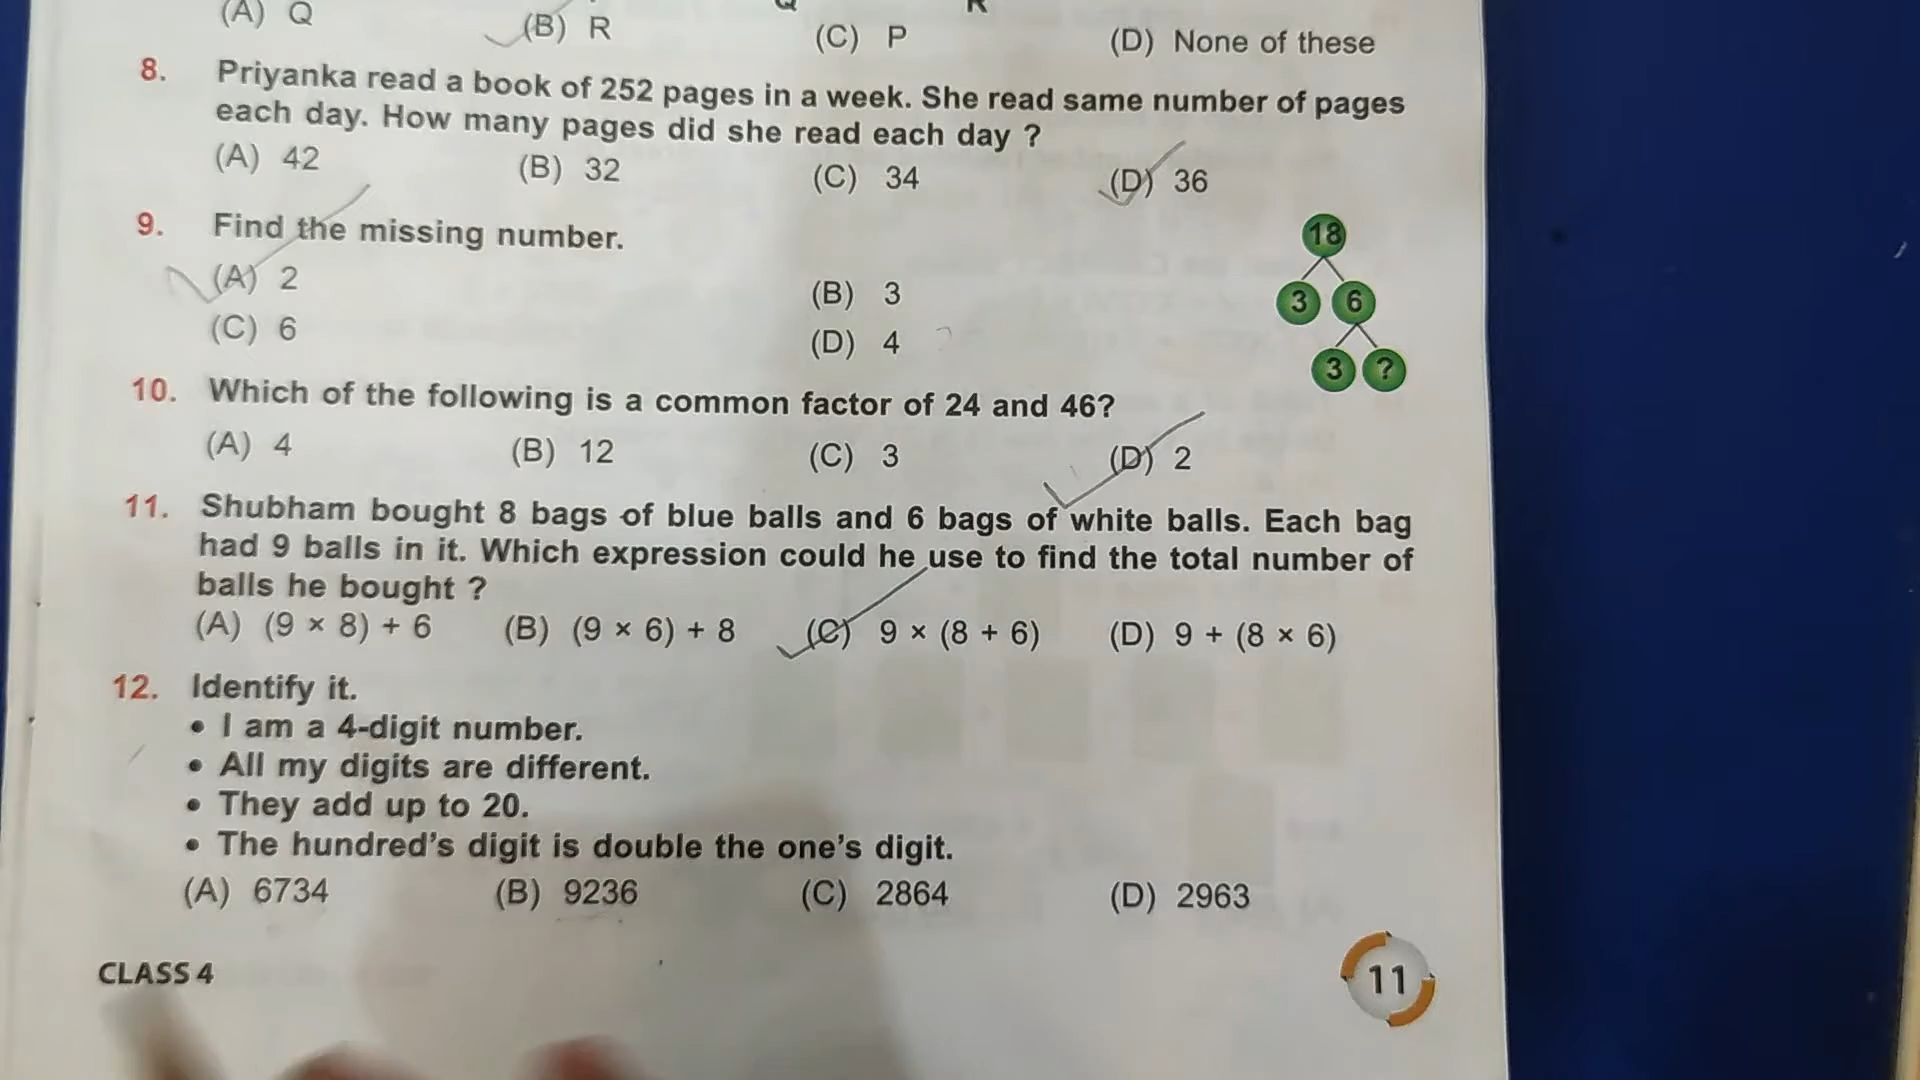 (A) Q (B) R (C) P (D) None of these
8. Priyanka read a book of 252 pages in a week. She read same number of pages
each day. How many pages did she read each day ?
(A) 42 (B) 32 (C) 34 (D) 36
9. Find the missing number.
(A) 2 (B) 3
(C) 6 (D) 4
18
3 6
3 ?
10. Which of the following is a common factor of 24 and 46?
(A) 4 (B) 12 (C) 3 (D) 2
11. Shubham bought 8 bags of blue balls and 6 bags of white balls. Each bag
had 9 balls in it. Which expression could he use to find the total number of
balls he bought ?
(A) (9 × 8) + 6 (B) (9 × 6) + 8 (C) 9 × (8 + 6) (D) 9 + (8 × 6)
12. Identify it.
• I am a 4-digit number.
• All my digits are different.
• They add up to 20.
• The hundred's digit is double the one's digit.
(A) 6734 (B) 9236 (C) 2864 (D) 2963
CLASS 4
11